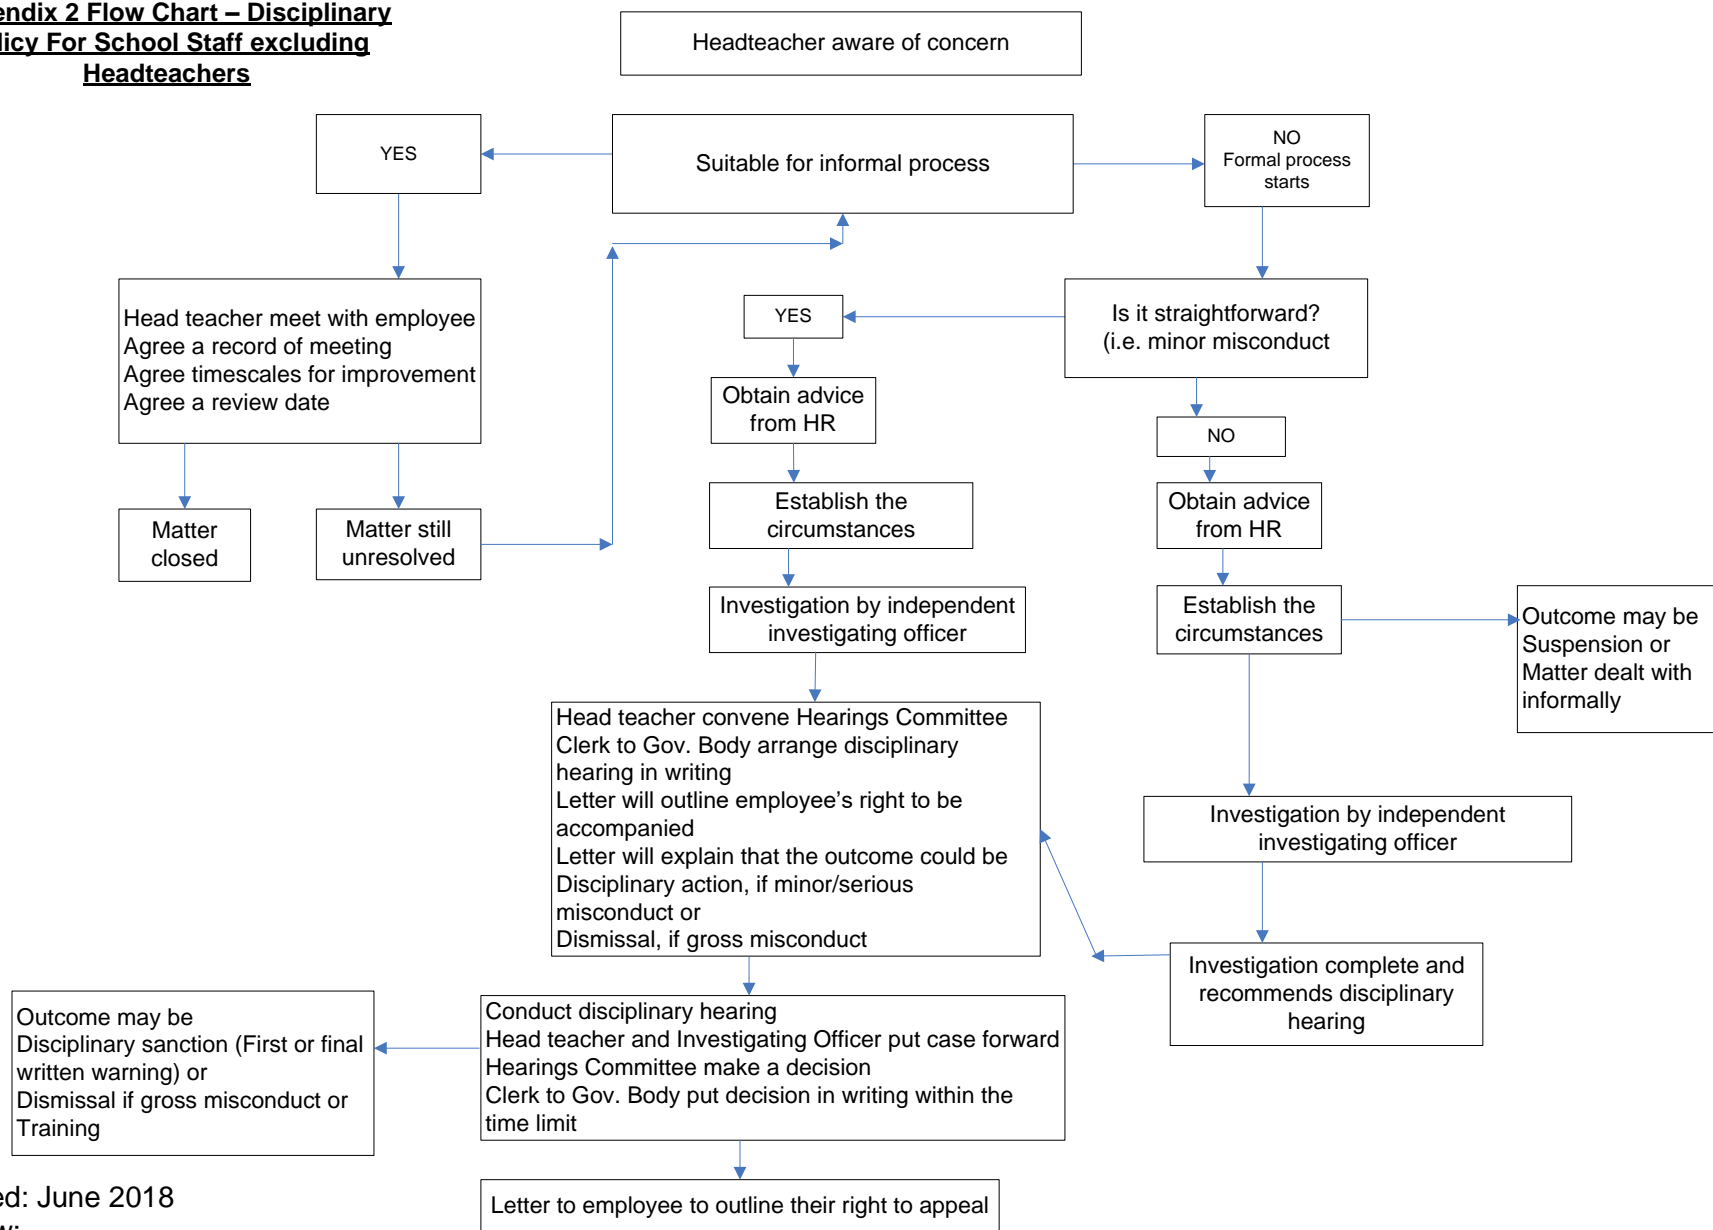 endix 2 Flow Chart – Disciplinary
licy For School Staff excluding
Headteachers
Headteacher aware of concern
YES
Suitable for informal process
NO
Formal process
starts
Head teacher meet with employee
Agree a record of meeting
Agree timescales for improvement
Agree a review date
YES
Is it straightforward?
(i.e. minor misconduct
Obtain advice
from HR
NO
Establish the
circumstances
Obtain advice
from HR
Matter
closed
Matter still
unresolved
Investigation by independent
investigating officer
Establish the
circumstances
Outcome may be
Suspension or
Matter dealt with
informally
Head teacher convene Hearings Committee
Clerk to Gov. Body arrange disciplinary
hearing in writing
Letter will outline employee’s right to be
accompanied
Letter will explain that the outcome could be
Disciplinary action, if minor/serious
misconduct or
Dismissal, if gross misconduct
Investigation by independent
investigating officer
Investigation complete and
recommends disciplinary
hearing
Outcome may be
Disciplinary sanction (First or final
written warning) or
Dismissal if gross misconduct or
Training
Conduct disciplinary hearing
Head teacher and Investigating Officer put case forward
Hearings Committee make a decision
Clerk to Gov. Body put decision in writing within the
time limit
Letter to employee to outline their right to appeal
ed: June 2018